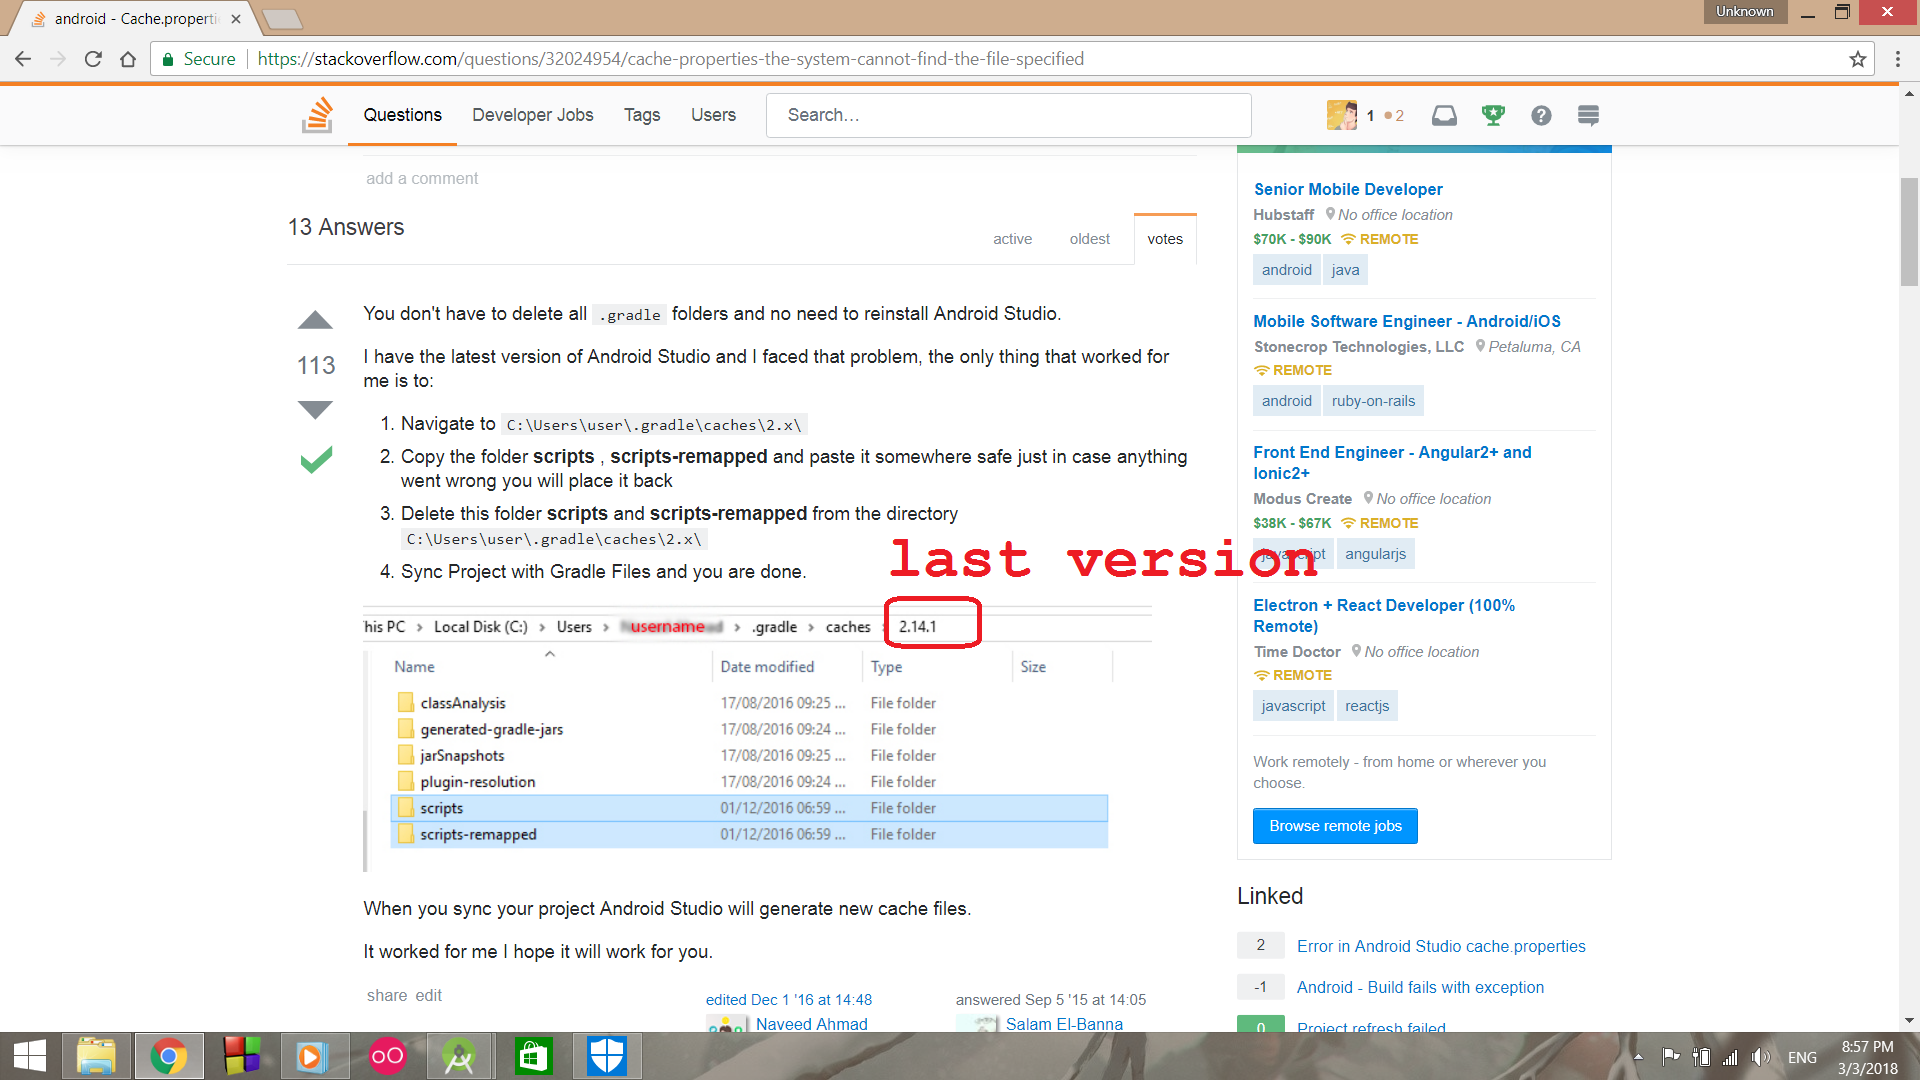 android - Cache.properti
Unknown
Secure
https://stackoverflow.com/questions/32024954/cache-properties-the-system-cannot-find-the-file-specified
Questions
Developer Jobs
Tags
Users
Search...
1 2
add a comment
13 Answers
active
oldest
votes
113
You don't have to delete all .gradle folders and no need to reinstall Android Studio.
I have the latest version of Android Studio and I faced that problem, the only thing that worked for
me is to:
1. Navigate to C:\Users\user\.gradle\caches\2.x\
2. Copy the folder scripts , scripts-remapped and paste it somewhere safe just in case anything
went wrong you will place it back
3. Delete this folder scripts and scripts-remapped from the directory
C:\Users\user\.gradle\caches\2.x\
4. Sync Project with Gradle Files and you are done.
last version
his PC > Local Disk (C:) > Users > username > .gradle > caches 2.14.1
Name Date modified Type Size
classAnalysis 17/08/2016 09:25 ... File folder
generated-gradle-jars 17/08/2016 09:24 ... File folder
jarSnapshots 17/08/2016 09:25 ... File folder
plugin-resolution 17/08/2016 09:24 ... File folder
scripts 01/12/2016 06:59 ... File folder
scripts-remapped 01/12/2016 06:59 ... File folder
When you sync your project Android Studio will generate new cache files.
It worked for me I hope it will work for you.
share edit
edited Dec 1 '16 at 14:48
Naveed Ahmad
answered Sep 5 '15 at 14:05
Salam El-Banna
Senior Mobile Developer
Hubstaff No office location
$70K - $90K REMOTE
android java
Mobile Software Engineer - Android/iOS
Stonecrop Technologies, LLC Petaluma, CA
REMOTE
android ruby-on-rails
Front End Engineer - Angular2+ and
Ionic2+
Modus Create No office location
$38K - $67K REMOTE
javascript angularjs
Electron + React Developer (100%
Remote)
Time Doctor No office location
REMOTE
javascript reactjs
Work remotely - from home or wherever you
choose.
Browse remote jobs
Linked
2 Error in Android Studio cache.properties
-1 Android - Build fails with exception
0 Project refresh failed
ENG
8:57 PM
3/3/2018